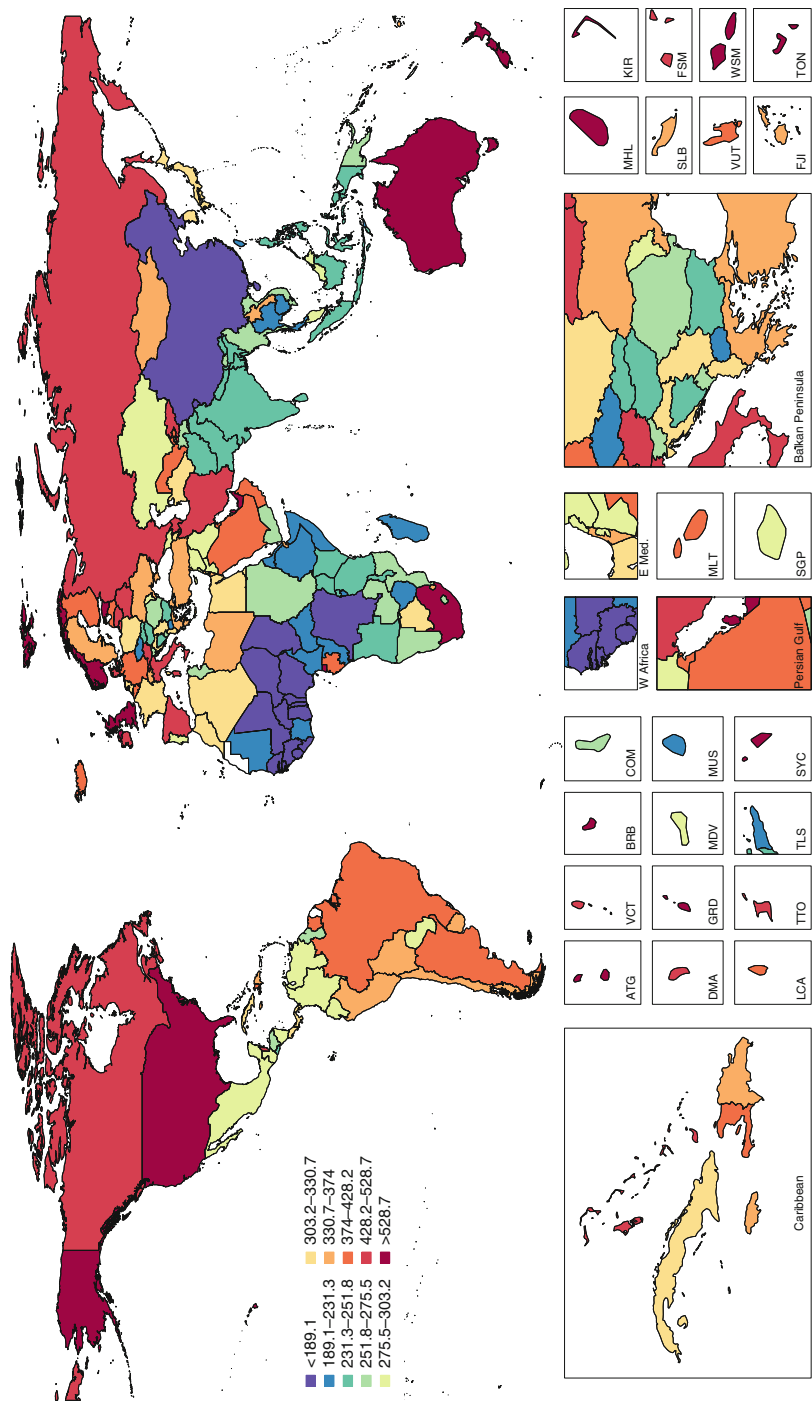 <189.1
189.1–231.3
231.3–251.8
251.8–275.5
275.5–303.2
303.2–330.7
330.7–374
374–428.2
428.2–528.7
>528.7
Caribbean
ATG
VCT
BRB
COM
DMA
GRD
MDV
MUS
LCA
TTO
TLS
SYC
W Africa
E Med.
Persian Gulf
MLT
SGP
Balkan Peninsula
MHL
KIR
SLB
FSM
VUT
WSM
FJI
TON